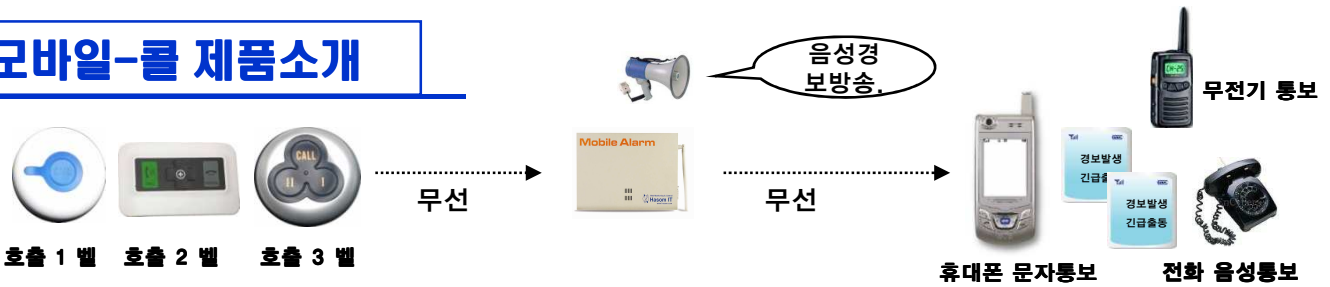 모바일-콜 제품소개
음성경
보방송.
무전기 통보
Mobile Alarm
Hasom IT
CALL
II I
경보발생
긴급출동
경보발생
긴급출동
무선
무선
호출 1 벨 호출 2 벨 호출 3 벨
휴대폰 문자통보
전화 음성통보